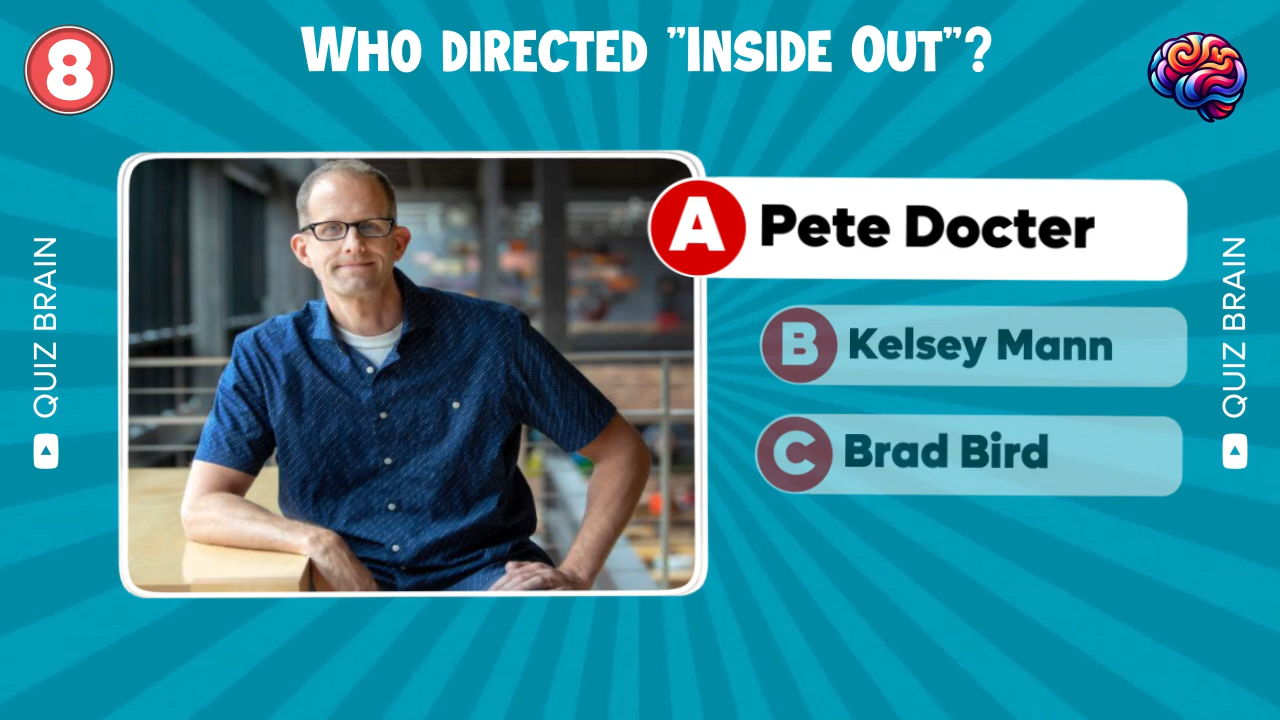 8
WHO DIRECTED "INSIDE OUT"?
A Pete Docter
B Kelsey Mann
C Brad Bird
QUIZ BRAIN
QUIZ BRAIN